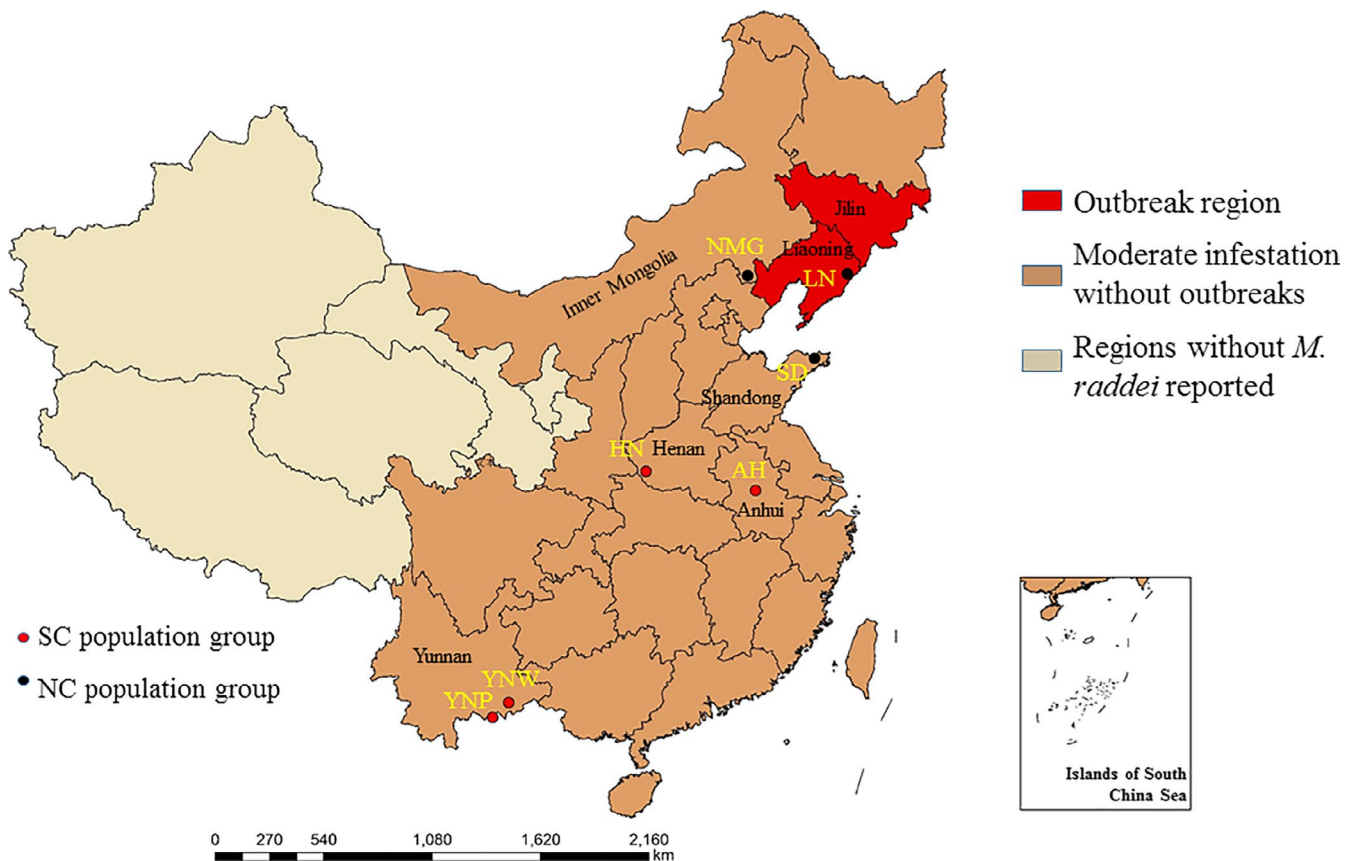 Jilin
Liaoning
NMG
LN
Inner Mongolia
SD
Shandong
HN
Henan
AH
Anhui
Yunnan
YNW
YNP
Outbreak region
Moderate infestation
without outbreaks
Regions without M.
raddei reported
SC population group
NC population group
Islands of South
China Sea
0 270 540 1,080 1,620 2,160
km